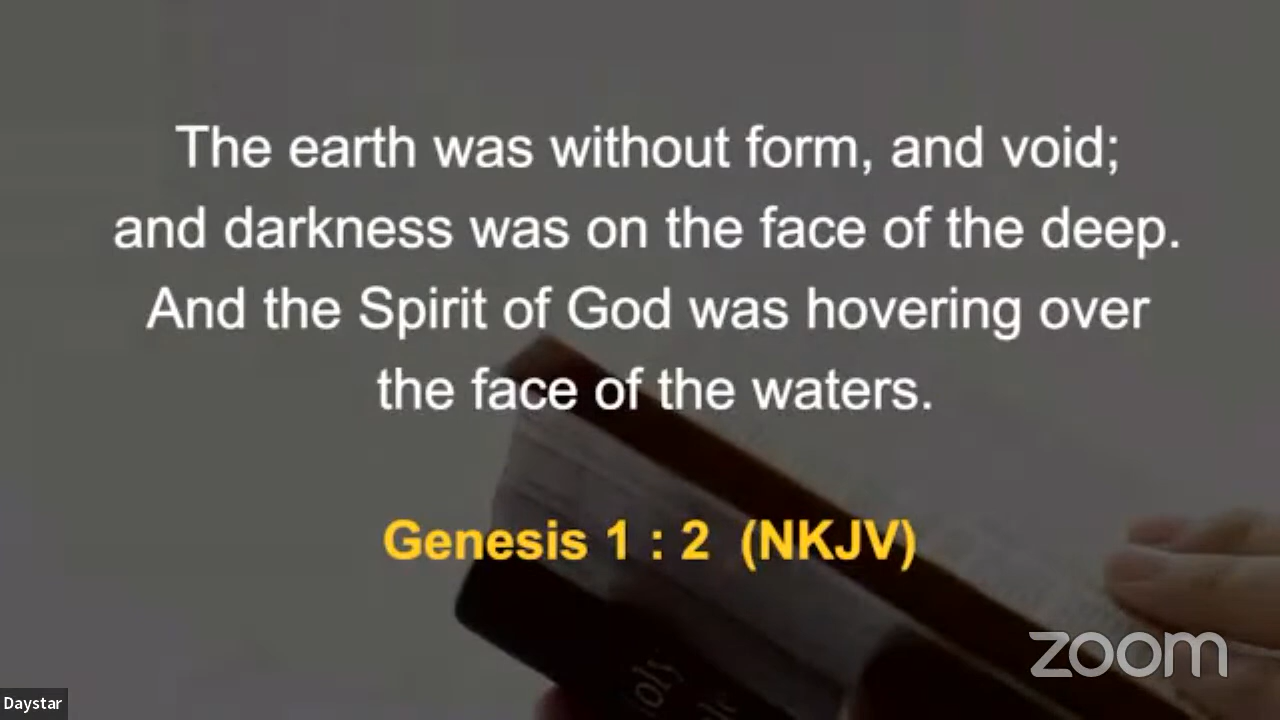 The earth was without form, and void;
and darkness was on the face of the deep.
And the Spirit of God was hovering over
the face of the waters.
Genesis 1 : 2 (NKJV)
zoom
Daystar